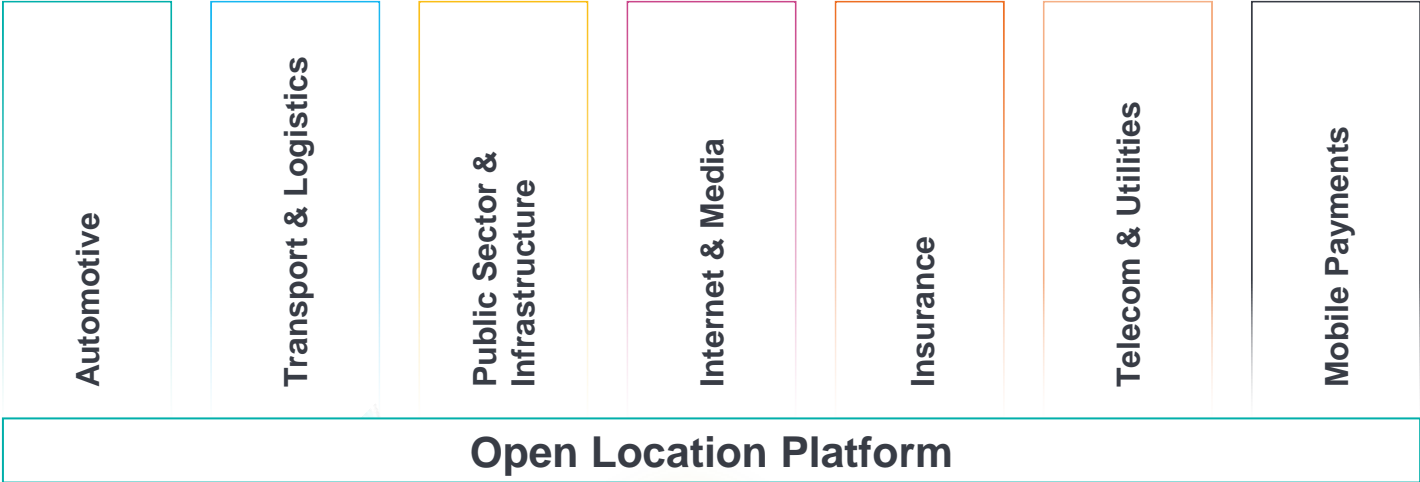 Automotive
Transport & Logistics
Public Sector &
Infrastructure
Internet & Media
Insurance
Telecom & Utilities
Mobile Payments
Open Location Platform